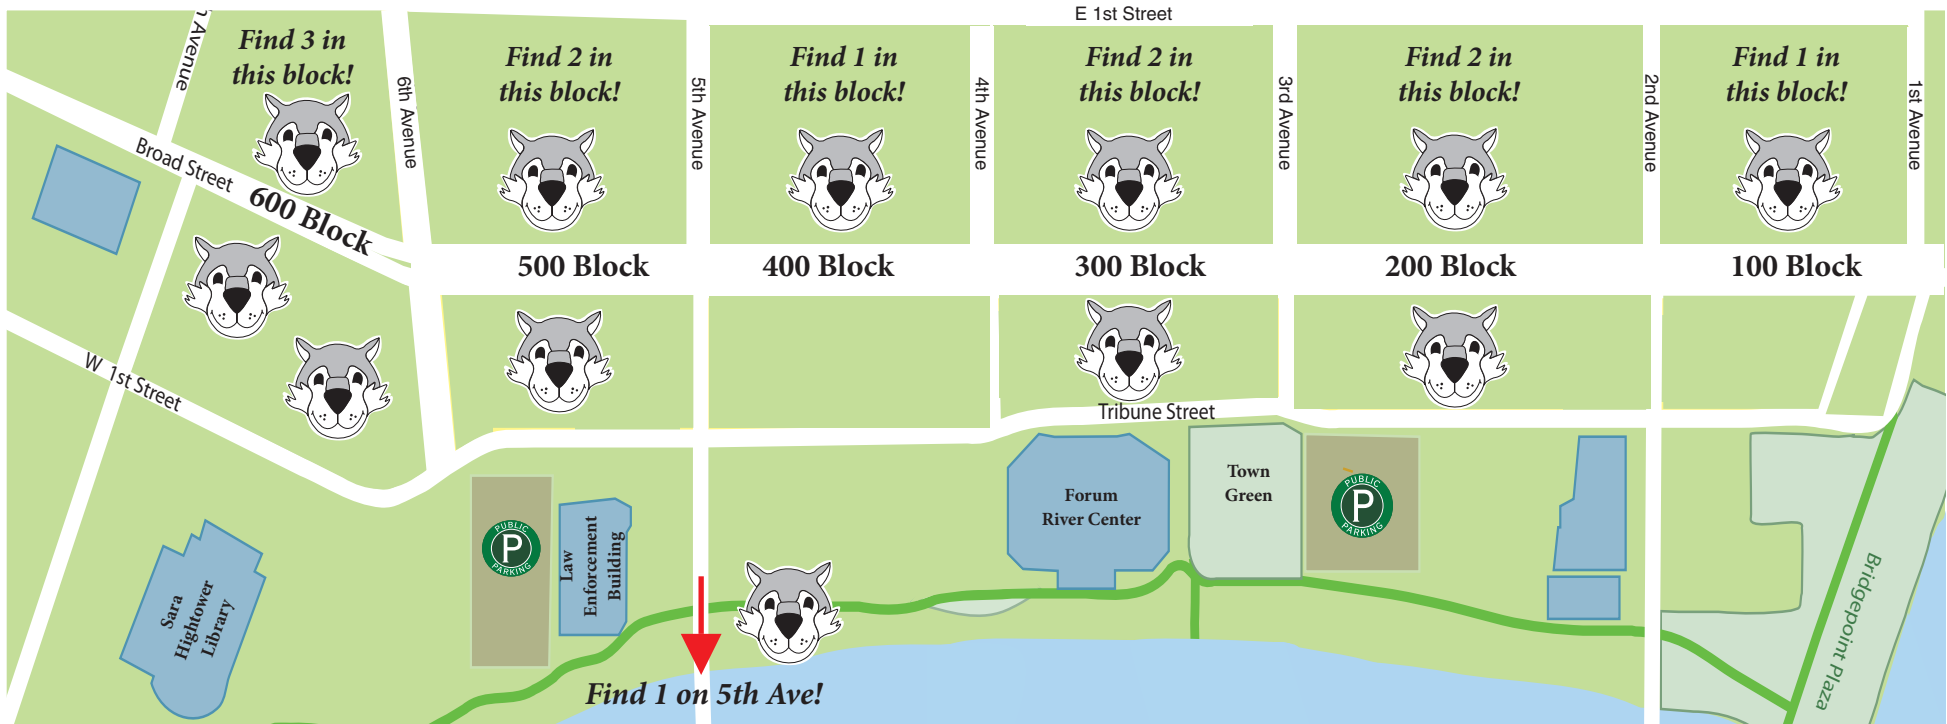 E 1st Street
Avenue
Find 3 in
this block!
6th Avenue
Find 2 in
this block!
5th Avenue
Find 1 in
this block!
4th Avenue
Find 2 in
this block!
3rd Avenue
Find 2 in
this block!
2nd Avenue
Find 1 in
this block!
1st Avenue
Broad Street
600 Block
500 Block
400 Block
300 Block
200 Block
100 Block
W 1st Street
Tribune Street
Sara
Hightower
Library
PUBLIC
P
PARKING
Law
Enforcement
Building
Forum
River Center
Town
Green
PUBLIC
P
PARKING
Bridgepoint Plaza
Find 1 on 5th Ave!